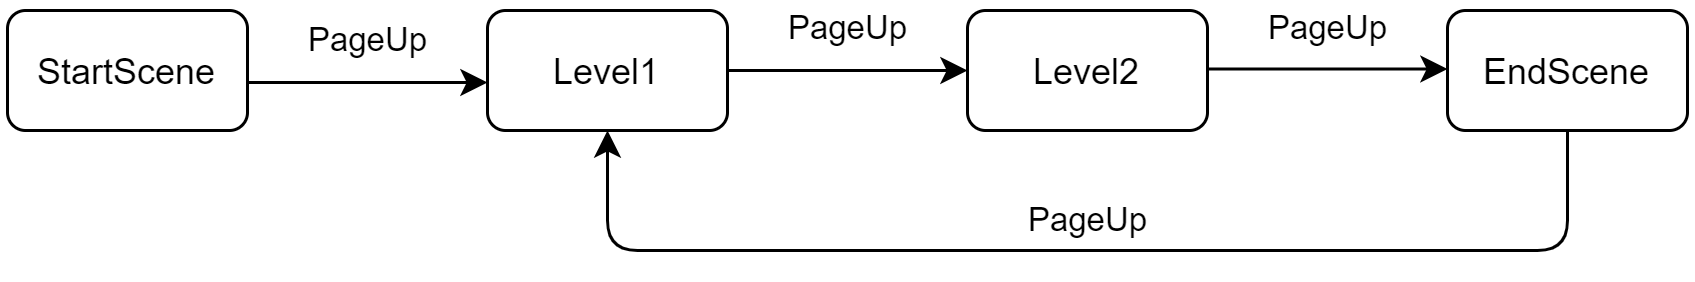 StartScene
PageUp
Level1
PageUp
Level2
PageUp
EndScene
PageUp